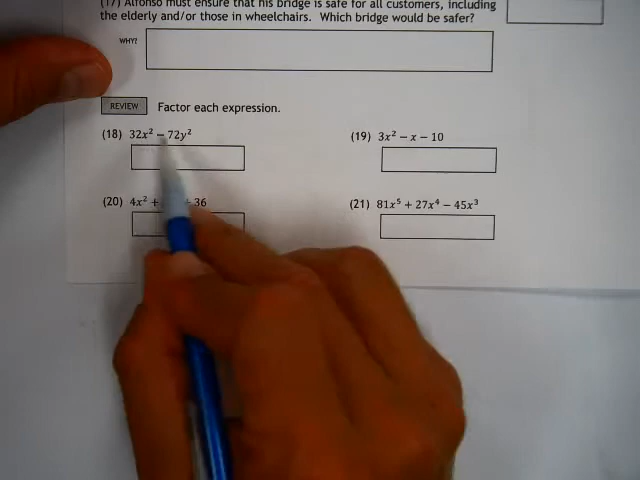 (17) Alfonso must ensure that his bridge is safe for all customers, including
the elderly and/or those in wheelchairs. Which bridge would be safer?
WHY?
REVIEW Factor each expression.
(18) 32x² − 72y² (19) 3x² − x − 10
(20) 4x² + + 36 (21) 81x⁵ + 27x⁴ − 45x³